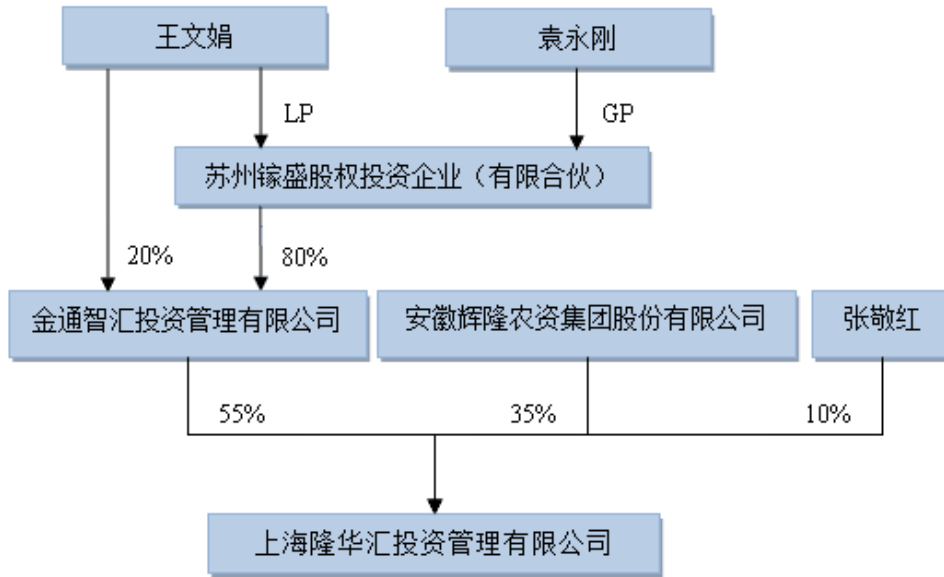 王文娟
袁永刚
LP
GP
苏州镓盛股权投资企业（有限合伙）
20%
80%
金通智汇投资管理有限公司
安徽辉隆农资集团股份有限公司
张敬红
55%
35%
10%
上海隆华汇投资管理有限公司